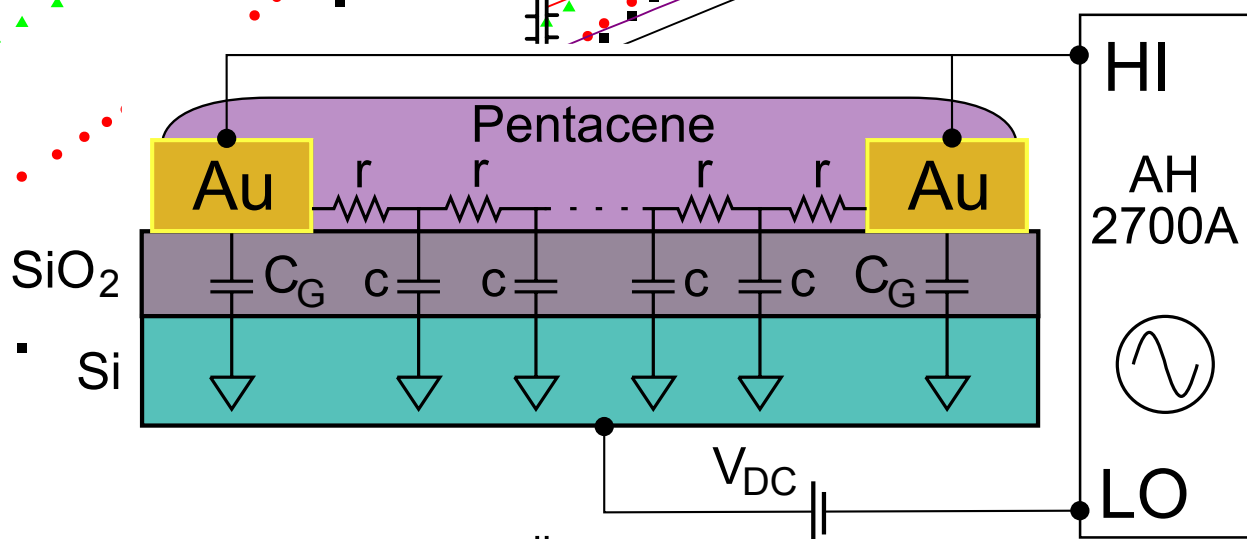 HI
Pentacene
r r r r
Au Au
AH
2700A
SiO2
CG c c c c CG
Si
VDC
LO